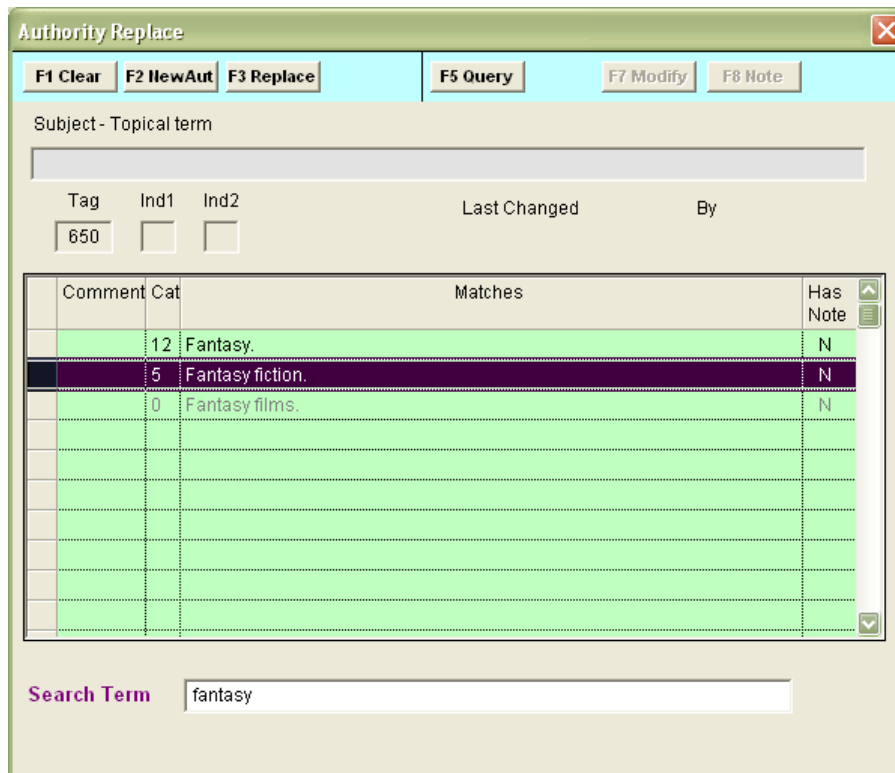 Authority Replace
F1 Clear F2 NewAut F3 Replace F5 Query F7 Modify F8 Note
Subject - Topical term
Tag Ind1 Ind2 Last Changed By
650
Comment Cat Matches Has Note
12 Fantasy. N
5 Fantasy fiction. N
0 Fantasy films. N
Search Term fantasy